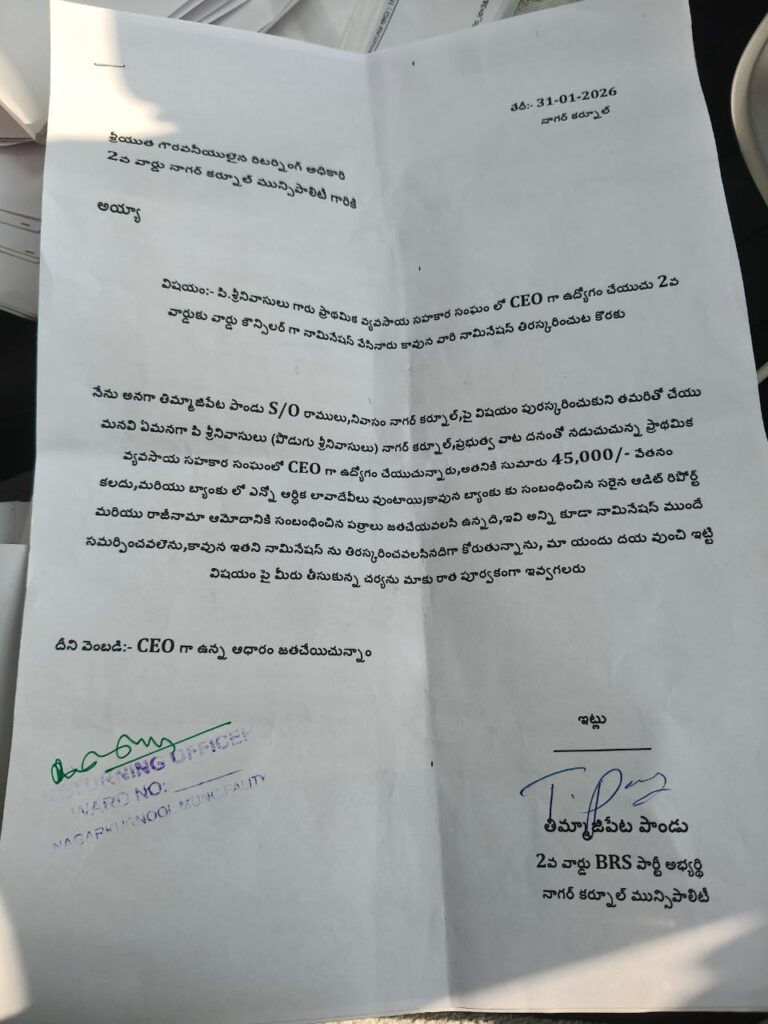 తేదీ:- 31-01-2026
నాగర్ కర్నూల్
శ్రీయుత గౌరవనీయులైన రిటర్నింగ్ అధికారి
2వ వార్డు నాగర్ కర్నూల్ మున్సిపాలిటీ గారికి
అయ్యా
విషయం:- పి.శ్రీనివాసులు గారు ప్రాథమిక వ్యవసాయ సహకార సంఘం లో CEO గా ఉద్యోగం చేయుచు 2వ
వార్డుకు వార్డు కౌన్సిలర్ గా నామినేషన్ వేసినారు కావున వారి నామినేషన్ తిరస్కరించుట కొరకు
నేను అనగా తిమ్మాజిపేట పాండు S/O రాములు,నివాసం నాగర్ కర్నూల్,పై విషయం పురస్కరించుకుని తమరితో చేయు
మనవి ఏమనగా పి శ్రీనివాసులు (పొడుగు శ్రీనివాసులు) నాగర్ కర్నూల్,ప్రభుత్వ వాట దనంతో నడుచుచున్న ప్రాథమిక
వ్యవసాయ సహకార సంఘంలో CEO గా ఉద్యోగం చేయుచున్నారు,అతనికి సుమారు 45,000/- వేతనం
కలదు,మరియు బ్యాంకు లో ఎన్నో ఆర్థిక లావాదేవీలు వుంటాయి,కావున బ్యాంకు కు సంబంధించిన సరైన ఆడిట్ రిపోర్ట్
మరియు రాజీనామా ఆమోదానికి సంబంధించిన పత్రాలు జతచేయవలసి ఉన్నది,ఇవి అన్ని కూడా నామినేషన్ ముందే
సమర్పించవలెను,కావున ఇతని నామినేషన్ ను తిరస్కరించవలసినదిగా కోరుతున్నాను, మా యందు దయ వుంచి ఇట్టి
విషయం పై మీరు తీసుకున్న చర్యను మాకు రాత పూర్వకంగా ఇవ్వగలరు
దీని వెంబడి:- CEO గా ఉన్న ఆధారం జతచేయిచున్నాం
ఇట్లు
RETURNING OFFICER
WARD NO:
NAGARKURNOOL MUNICIPALITY
తిమ్మాజిపేట పాండు
2వ వార్డు BRS పార్టీ అభ్యర్థి
నాగర్ కర్నూల్ మున్సిపాలిటీ